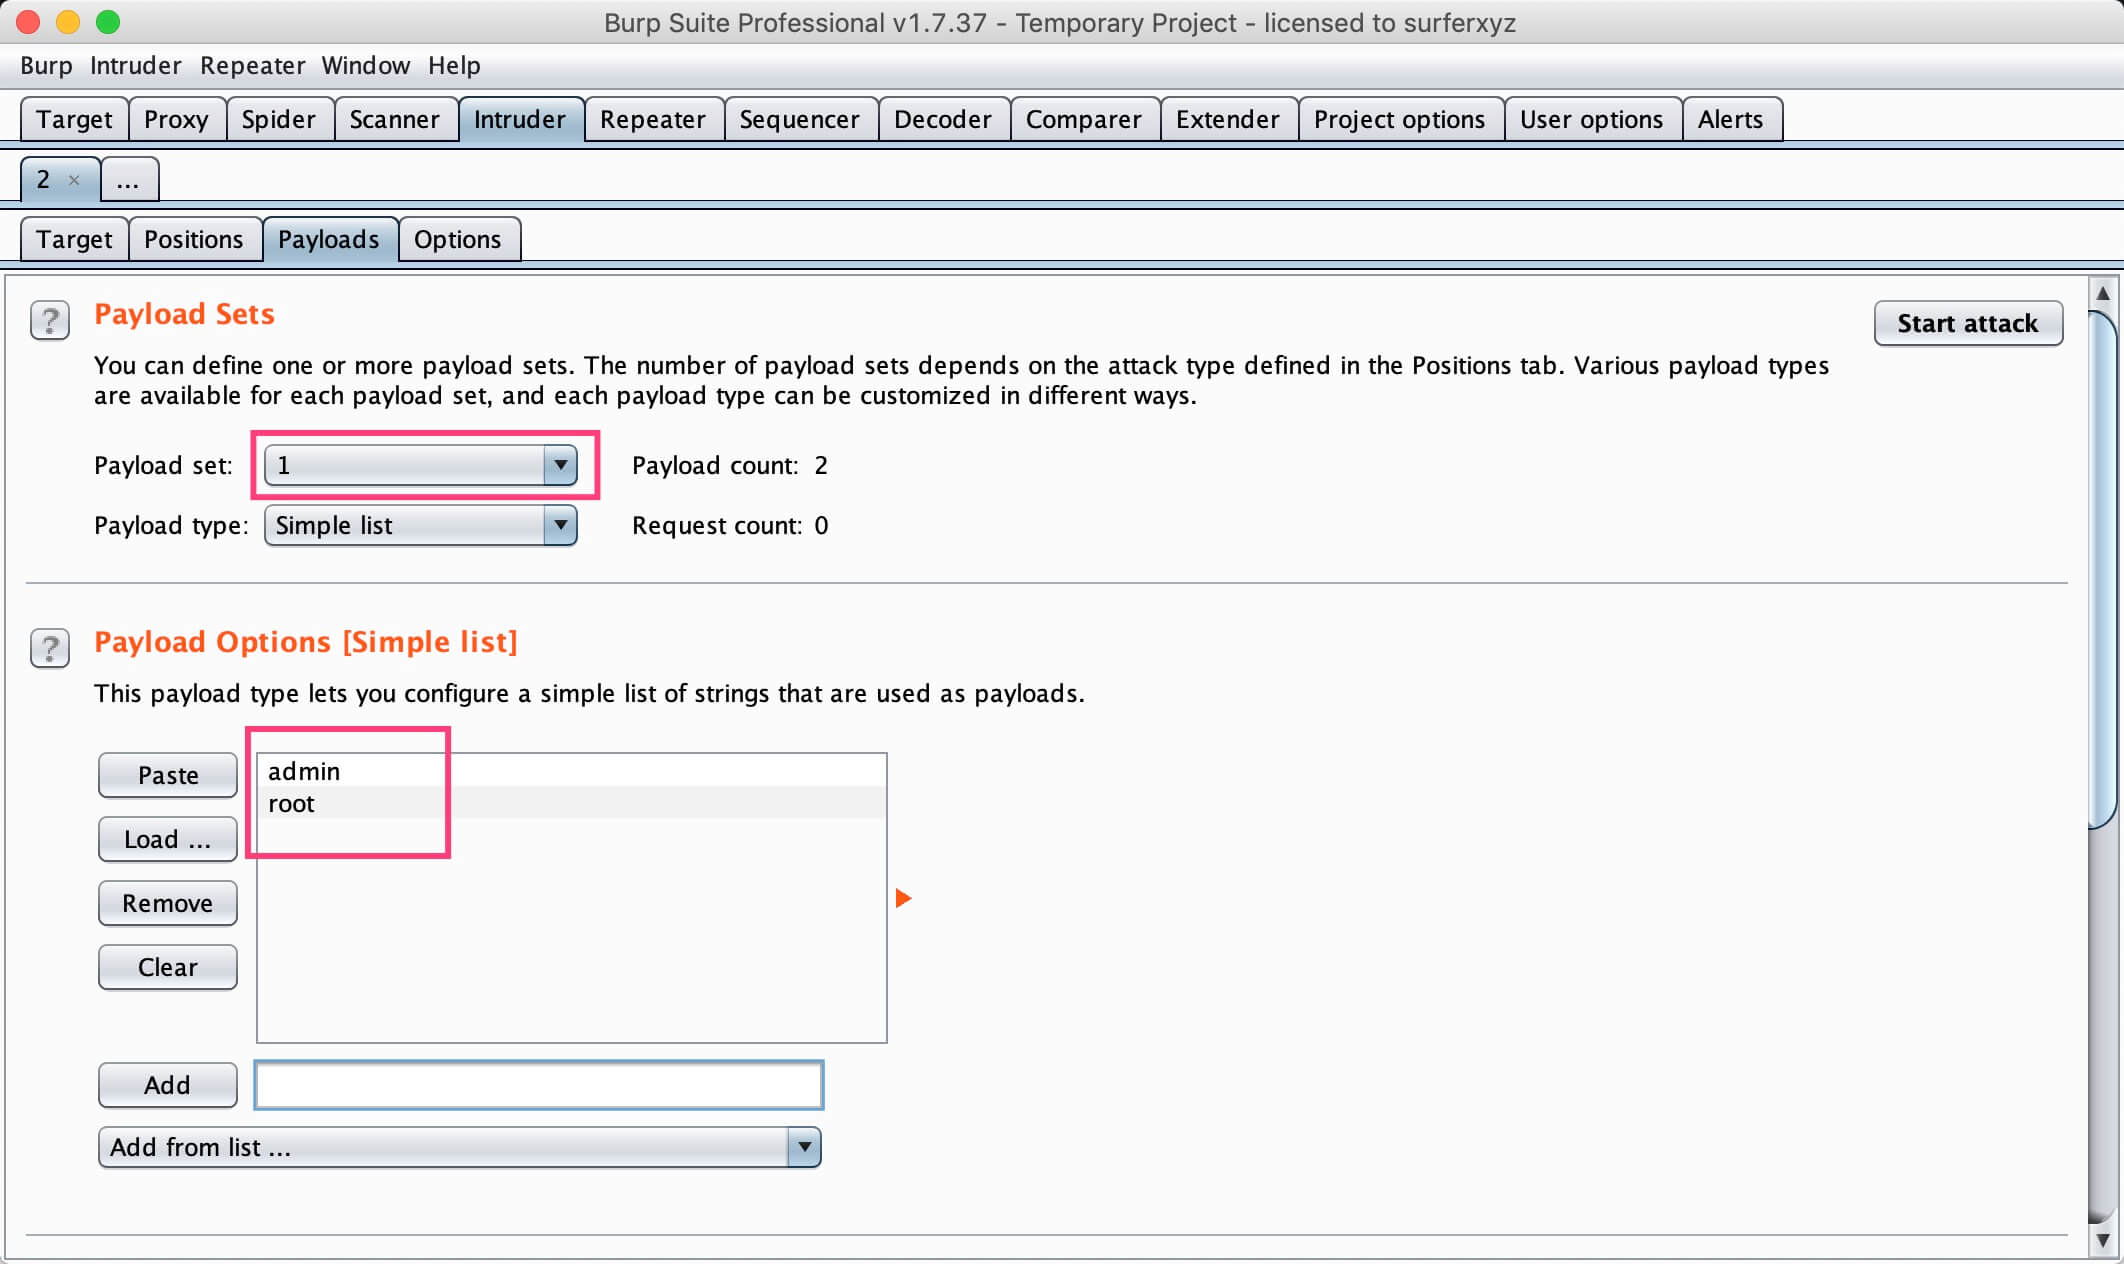 Burp Suite Professional v1.7.37 - Temporary Project - licensed to surferxyz
Burp Intruder Repeater Window Help
Target Proxy Spider Scanner Intruder Repeater Sequencer Decoder Comparer Extender Project options User options Alerts
2 × ...
Target Positions Payloads Options
? Payload Sets
Start attack
You can define one or more payload sets. The number of payload sets depends on the attack type defined in the Positions tab. Various payload types
are available for each payload set, and each payload type can be customized in different ways.
Payload set: 1 Payload count: 2
Payload type: Simple list Request count: 0
? Payload Options [Simple list]
This payload type lets you configure a simple list of strings that are used as payloads.
Paste
admin
root
Load ...
Remove
Clear
Add
Add from list ...